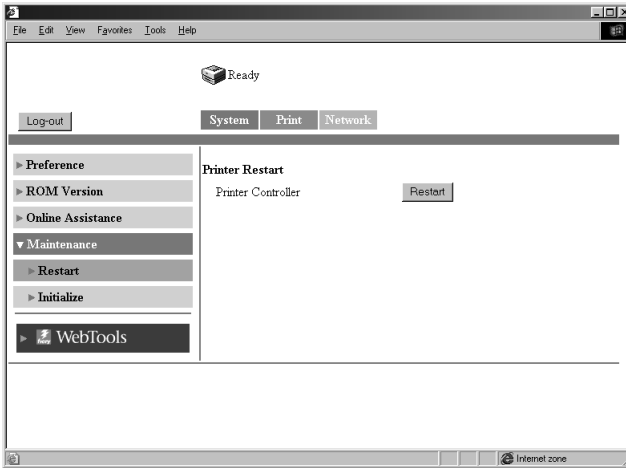 File Edit View Favorites Tools Help
Ready
Log-out
System Print Network
Preference
ROM Version
Online Assistance
Maintenance
Restart
Initialize
WebTools
Printer Restart
Printer Controller Restart
Internet zone